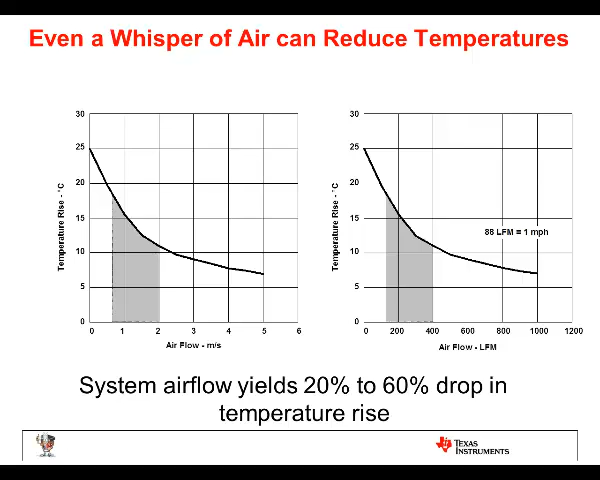 Even a Whisper of Air can Reduce Temperatures
30
25
20
15
10
5
0
Temperature Rise - °C
0 1 2 3 4 5 6
Air Flow - m/s
30
25
20
15
10
5
0
Temperature Rise - °C
88 LFM = 1 mph
0 200 400 600 800 1000 1200
Air Flow - LFM
System airflow yields 20% to 60% drop in
temperature rise
TEXAS
INSTRUMENTS